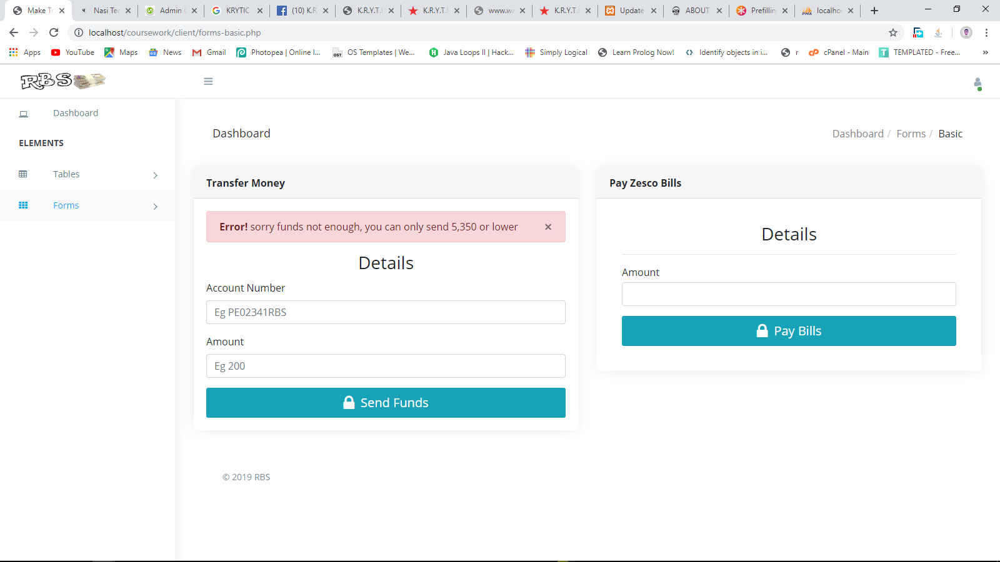 Make Tr
Nasi Tec
Admin
KRYTIC
(10) K.R
K.R.Y.T.I
K.R.Y.T.I
www.wa
K.R.Y.T.I
Update
ABOUT
Prefillin
localhos
localhost/coursework/client/forms-basic.php
Apps
YouTube
Maps
News
Gmail
Photopea | Online I...
OS Templates | We...
Java Loops II | Hack...
Simply Logical
Learn Prolog Now!
Identify objects in i...
r
cPanel - Main
TEMPLATED - Free...
»
RBS
Dashboard
ELEMENTS
Tables
Forms
Dashboard
Dashboard / Forms / Basic
Transfer Money
Error! sorry funds not enough, you can only send 5,350 or lower ×
Details
Account Number
Eg PE02341RBS
Amount
Eg 200
Send Funds
Pay Zesco Bills
Details
Amount
Pay Bills
© 2019 RBS